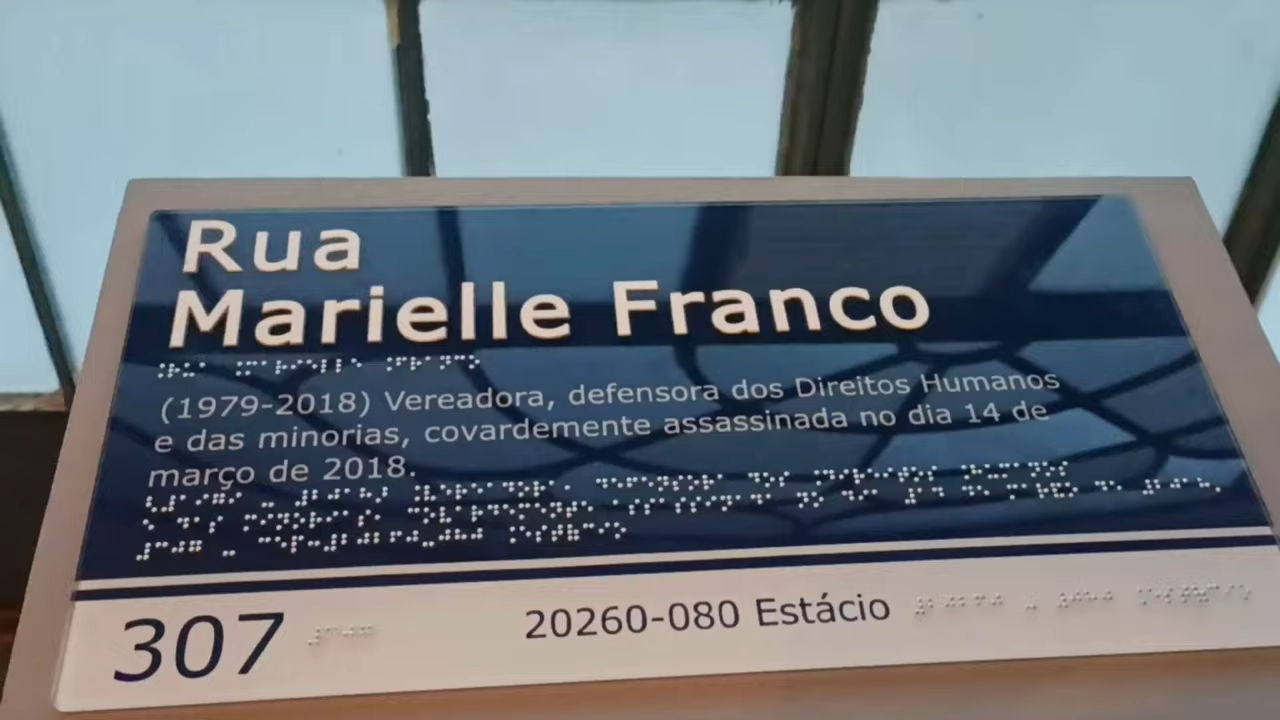 Rua
Marielle Franco
(1979-2018) Vereadora, defensora dos Direitos Humanos
e das minorias, covardemente assassinada no dia 14 de
março de 2018.
307
20260-080 Estácio